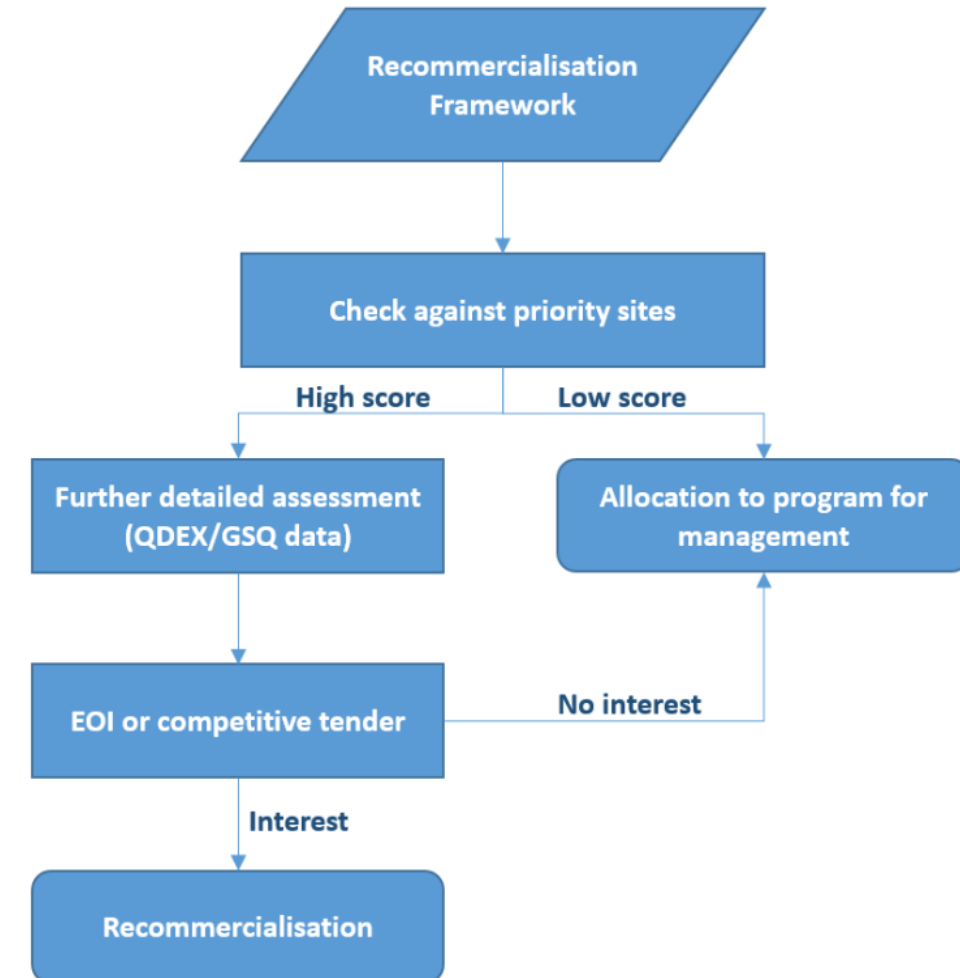 Recommercialisation
Framework
Check against priority sites
High score
Low score
Further detailed assessment
(QDEX/GSQ data)
Allocation to program for
management
EOI or competitive tender
No interest
Interest
Recommercialisation